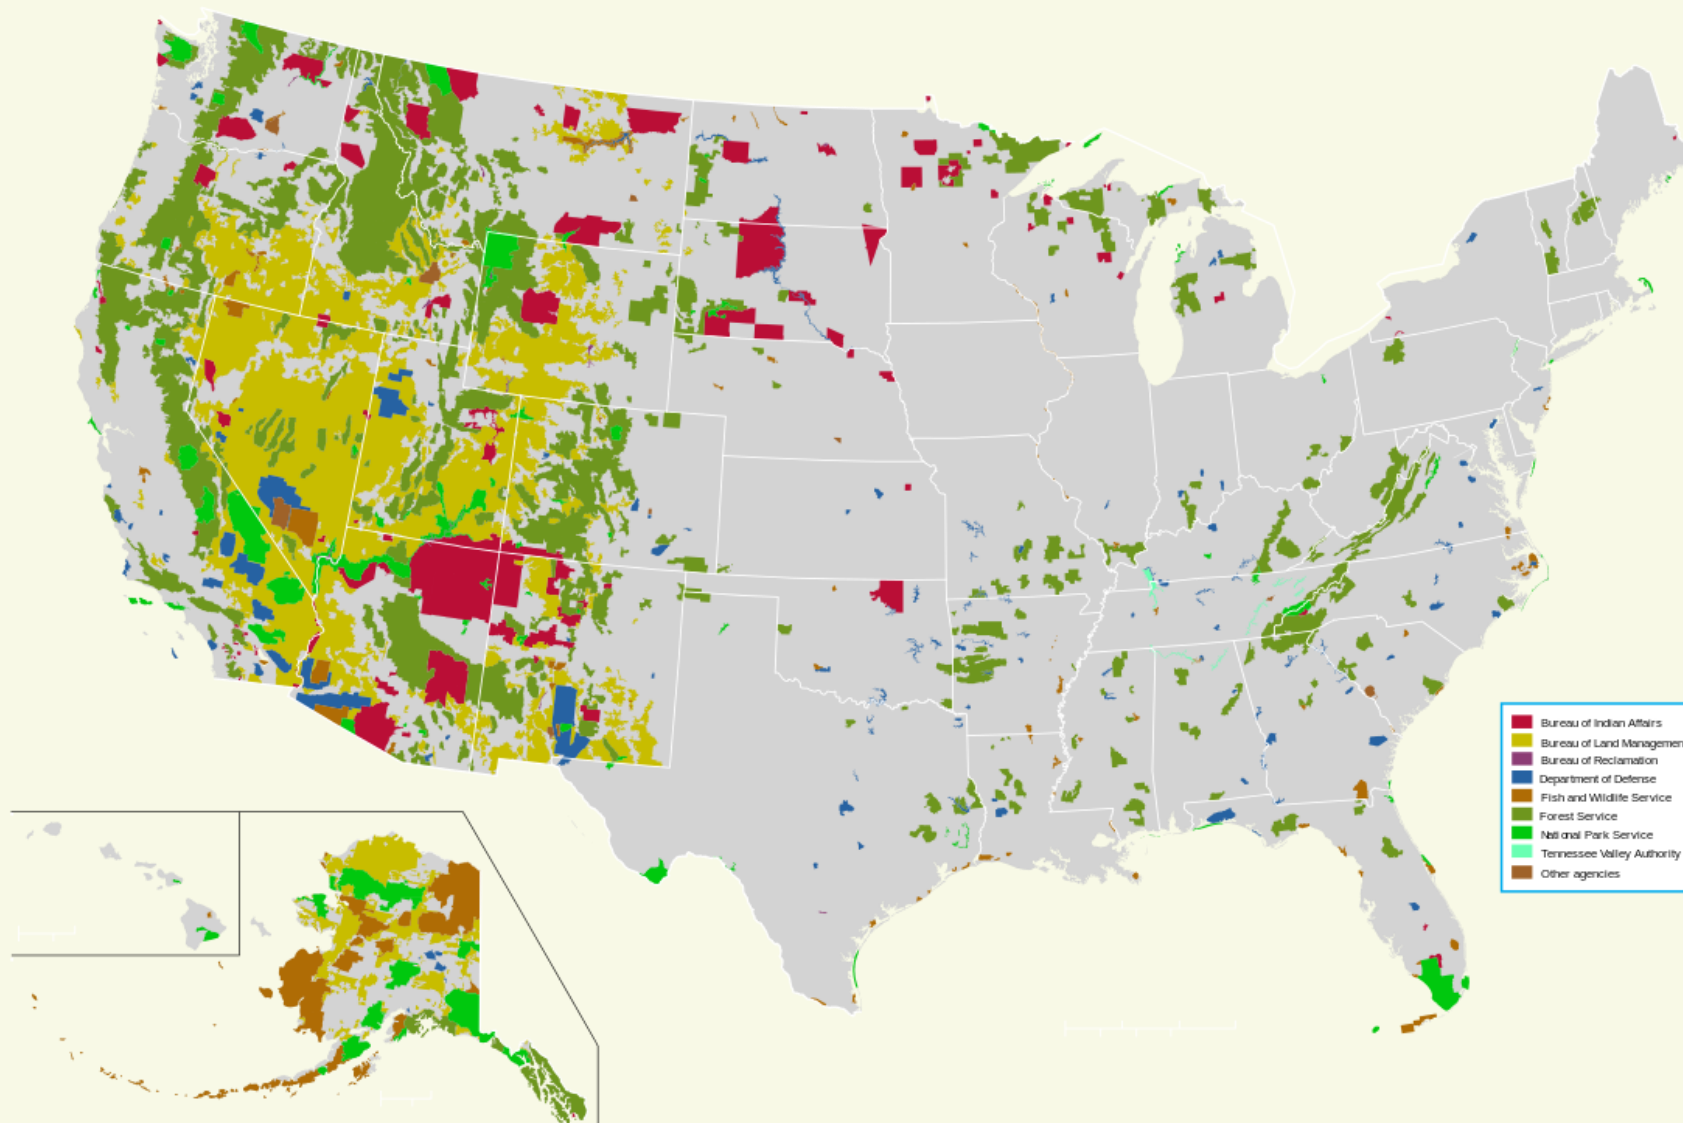 Bureau of Indian Affairs
Bureau of Land Managemen
Bureau of Reclamation
Department of Defense
Fish and Wildlife Service
Forest Service
National Park Service
Tennessee Valley Authority
Other agencies